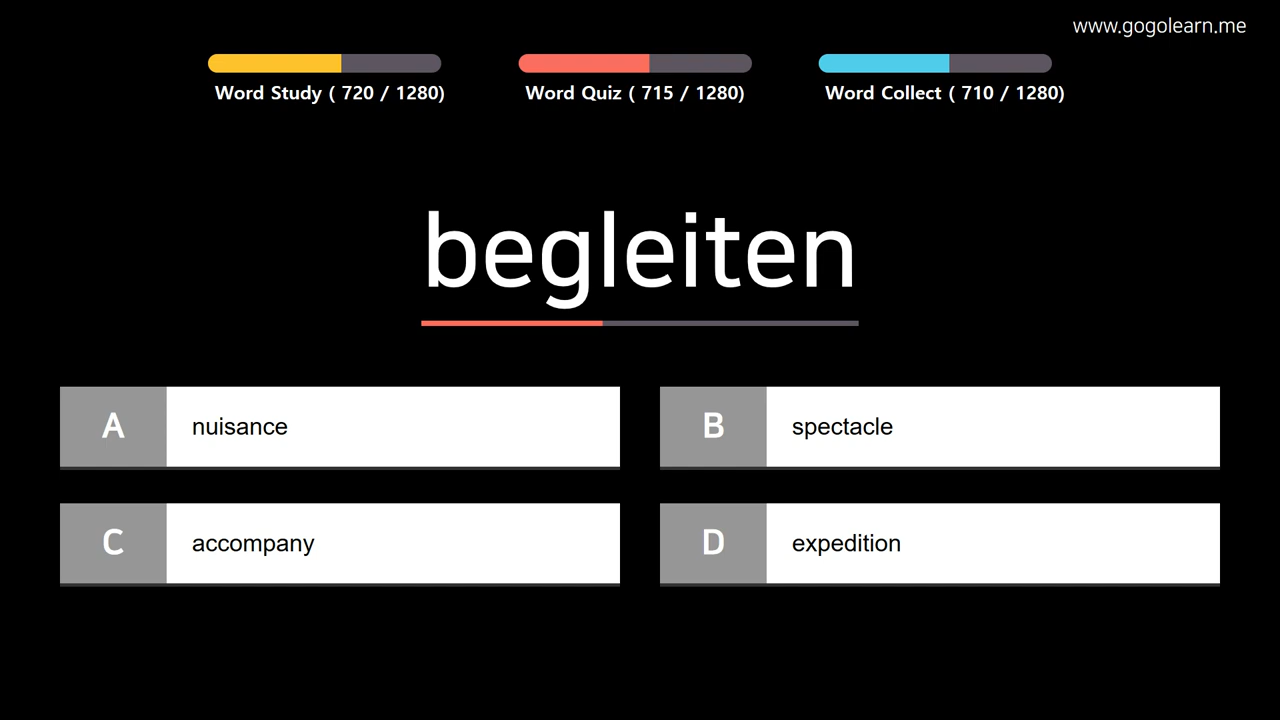 www.gogolearn.me
Word Study ( 720 / 1280)
Word Quiz ( 715 / 1280)
Word Collect ( 710 / 1280)
begleiten
A nuisance
B spectacle
C accompany
D expedition